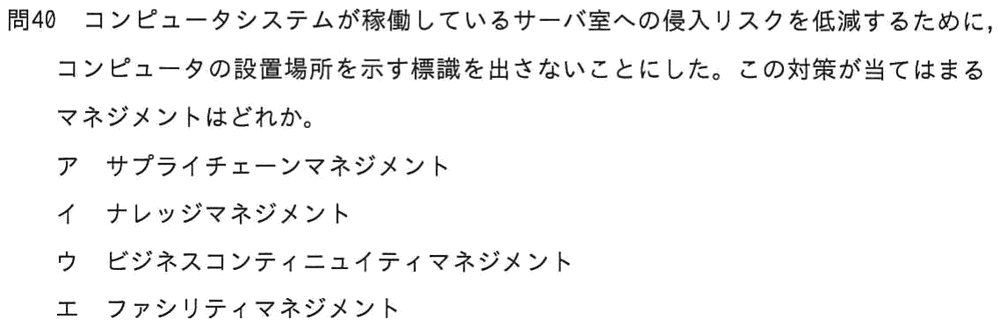 問40　コンピュータシステムが稼働しているサーバ室への侵入リスクを低減するために，
コンピュータの設置場所を示す標識を出さないことにした。この対策が当てはまる
マネジメントはどれか。
ア　サプライチェーンマネジメント
イ　ナレッジマネジメント
ウ　ビジネスコンティニュイティマネジメント
エ　ファシリティマネジメント